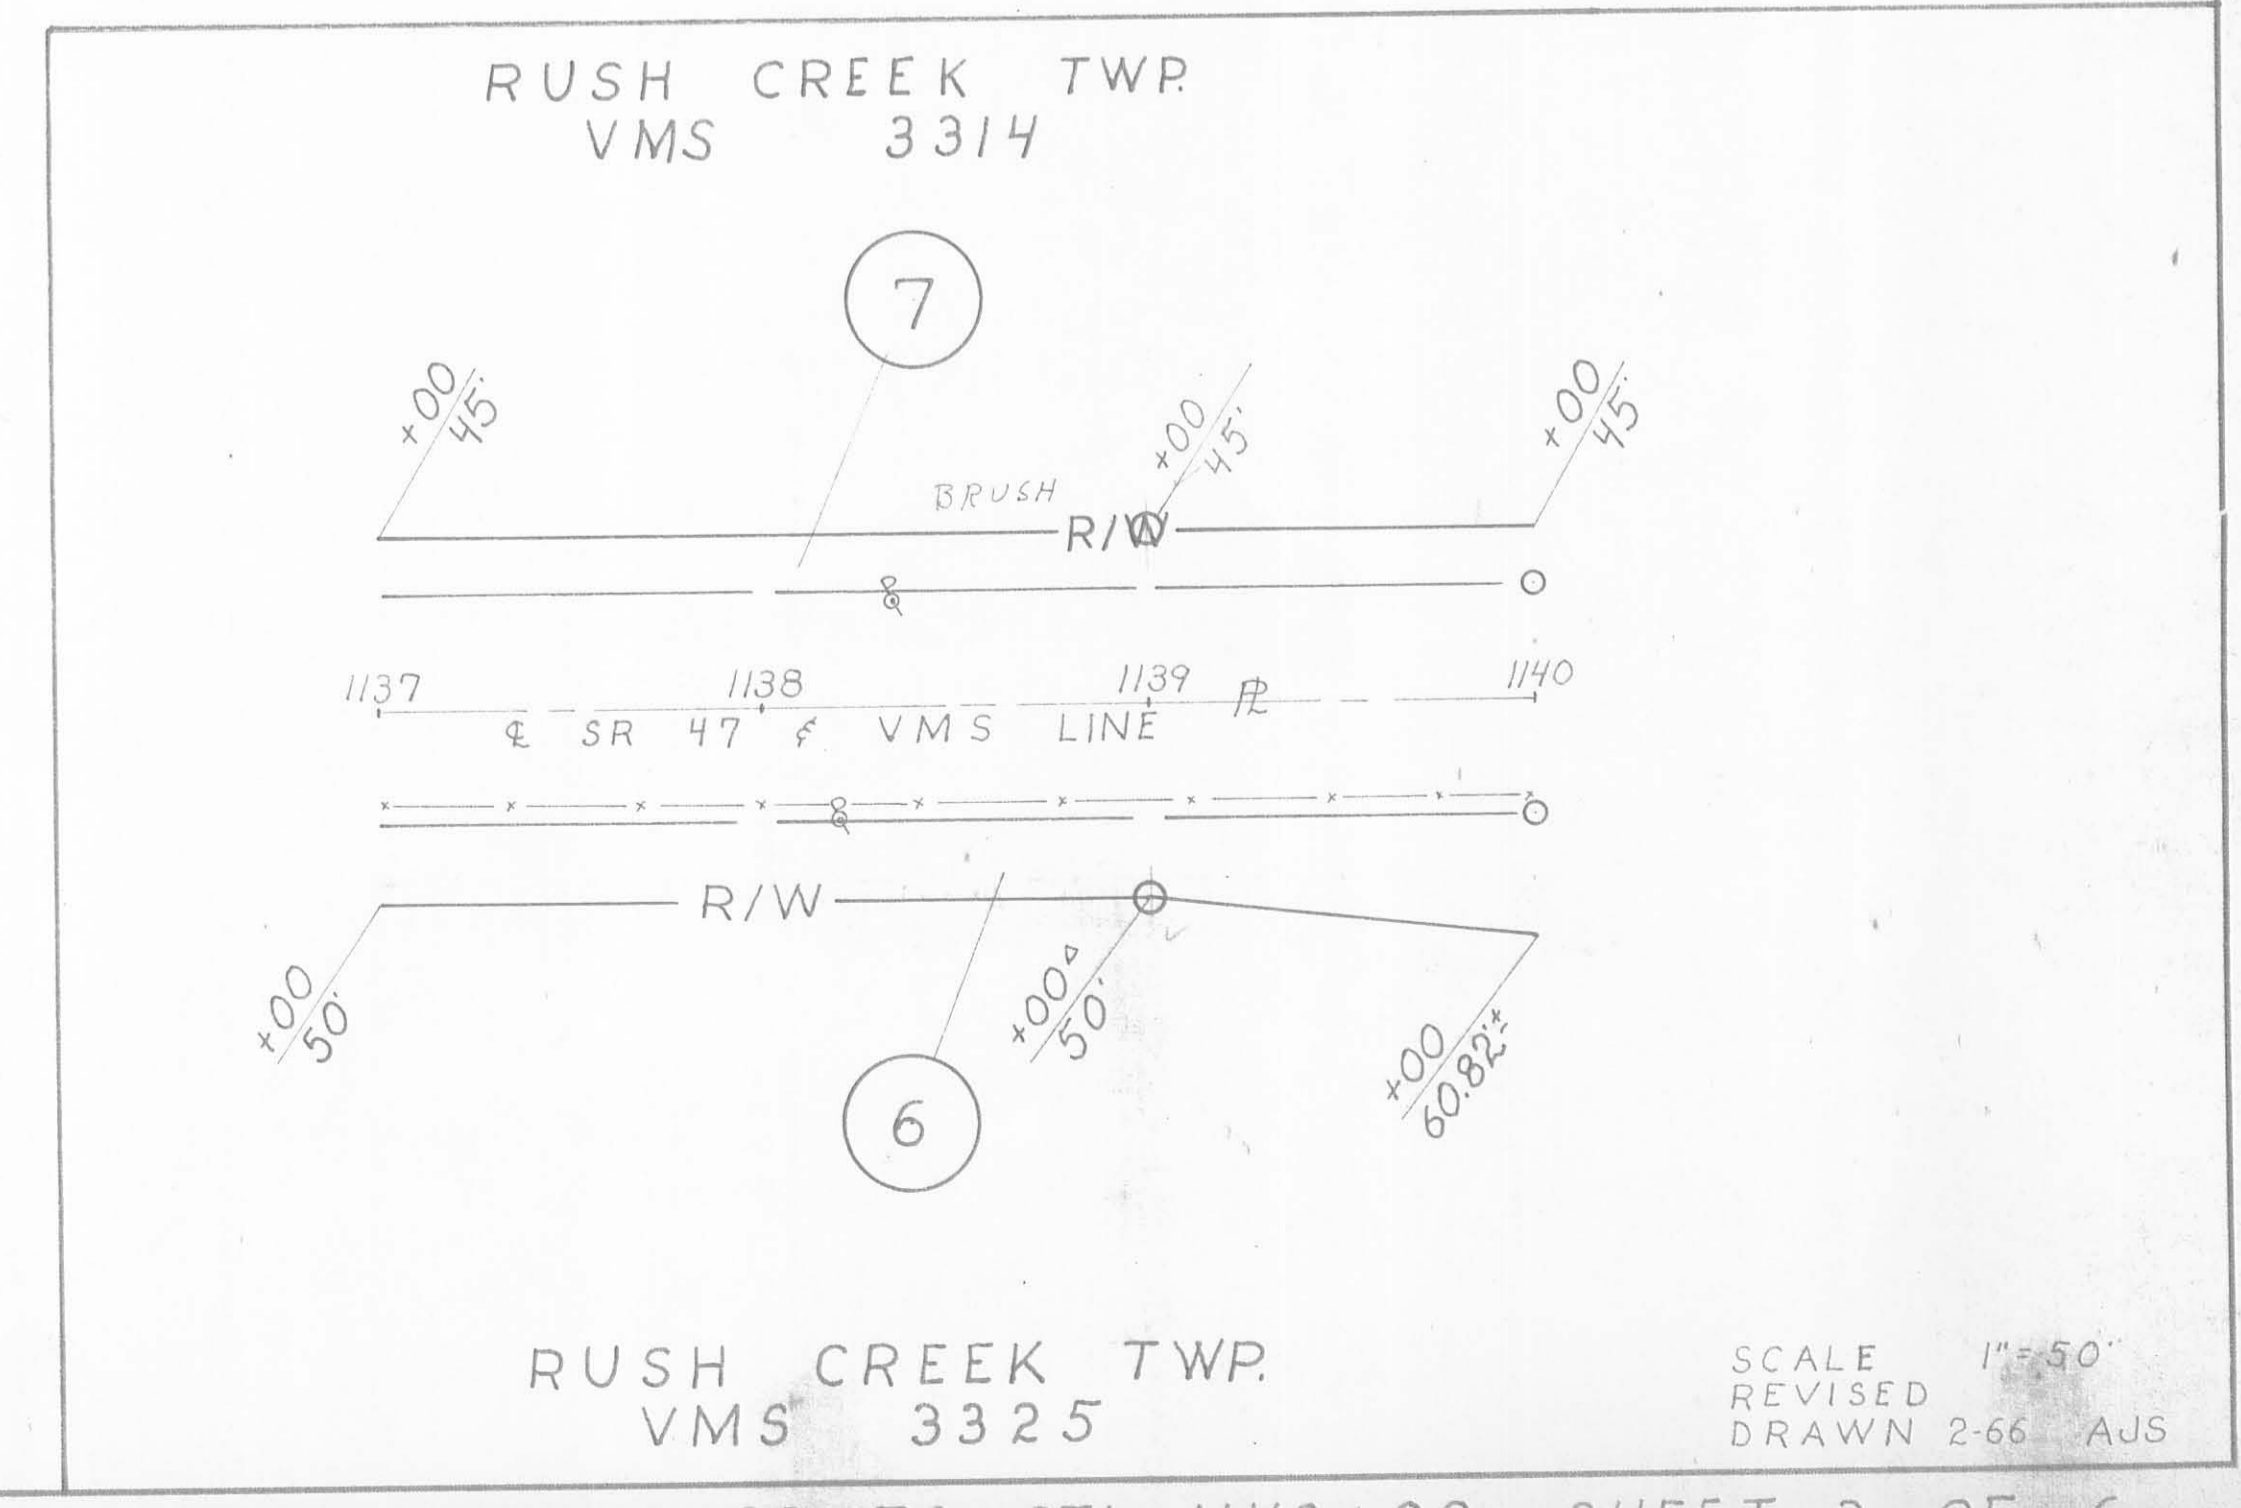 RUSH CREEK TWP.
VMS 3314
7
+00
45'
+00
45'
+00
45'
BRUSH
R/W
1137 1138 1139 1140
℄ SR 47 & VMS LINE ⅊
R/W
+00
50'
+00 Δ
50'
+00
60.82'±
6
RUSH CREEK TWP.
VMS 3325
SCALE 1"=50'
REVISED
DRAWN 2-66 AJS